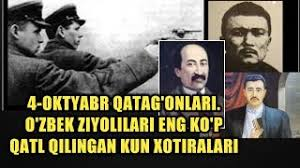 4-OKTYABR QATAG'ONLARI.
O'ZBEK ZIYOLILARI ENG KO'P
QATL QILINGAN KUN XOTIRALARI